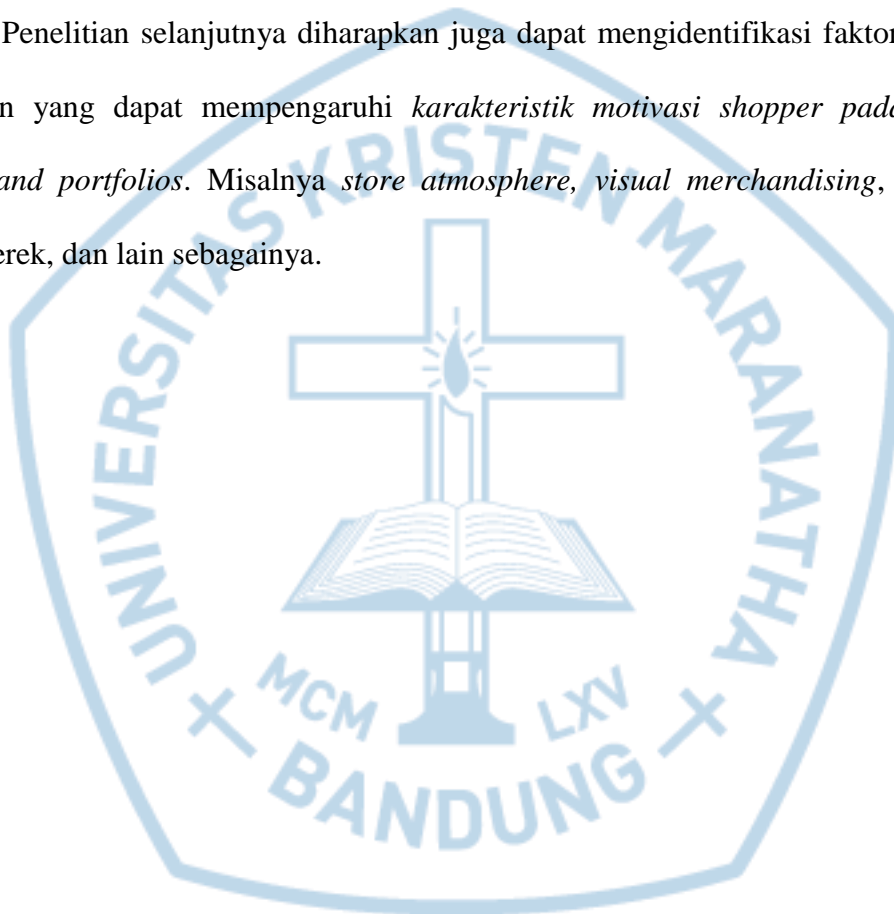 Penelitian selanjutnya diharapkan juga dapat mengidentifikasi faktor
n yang dapat mempengaruhi karakteristik motivasi shopper pada
and portfolios. Misalnya store atmosphere, visual merchandising,
erek, dan lain sebagainya.
UNIVERSITAS KRISTEN MARANATHA
MCM LXV
BANDUNG